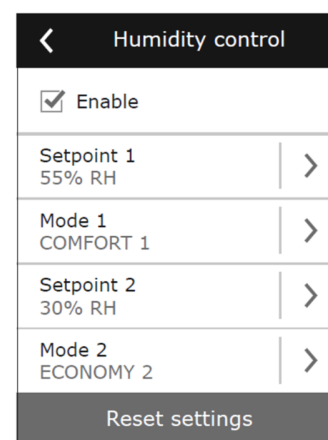 Humidity control
Enable
Setpoint 1
55% RH
Mode 1
COMFORT 1
Setpoint 2
30% RH
Mode 2
ECONOMY 2
Reset settings